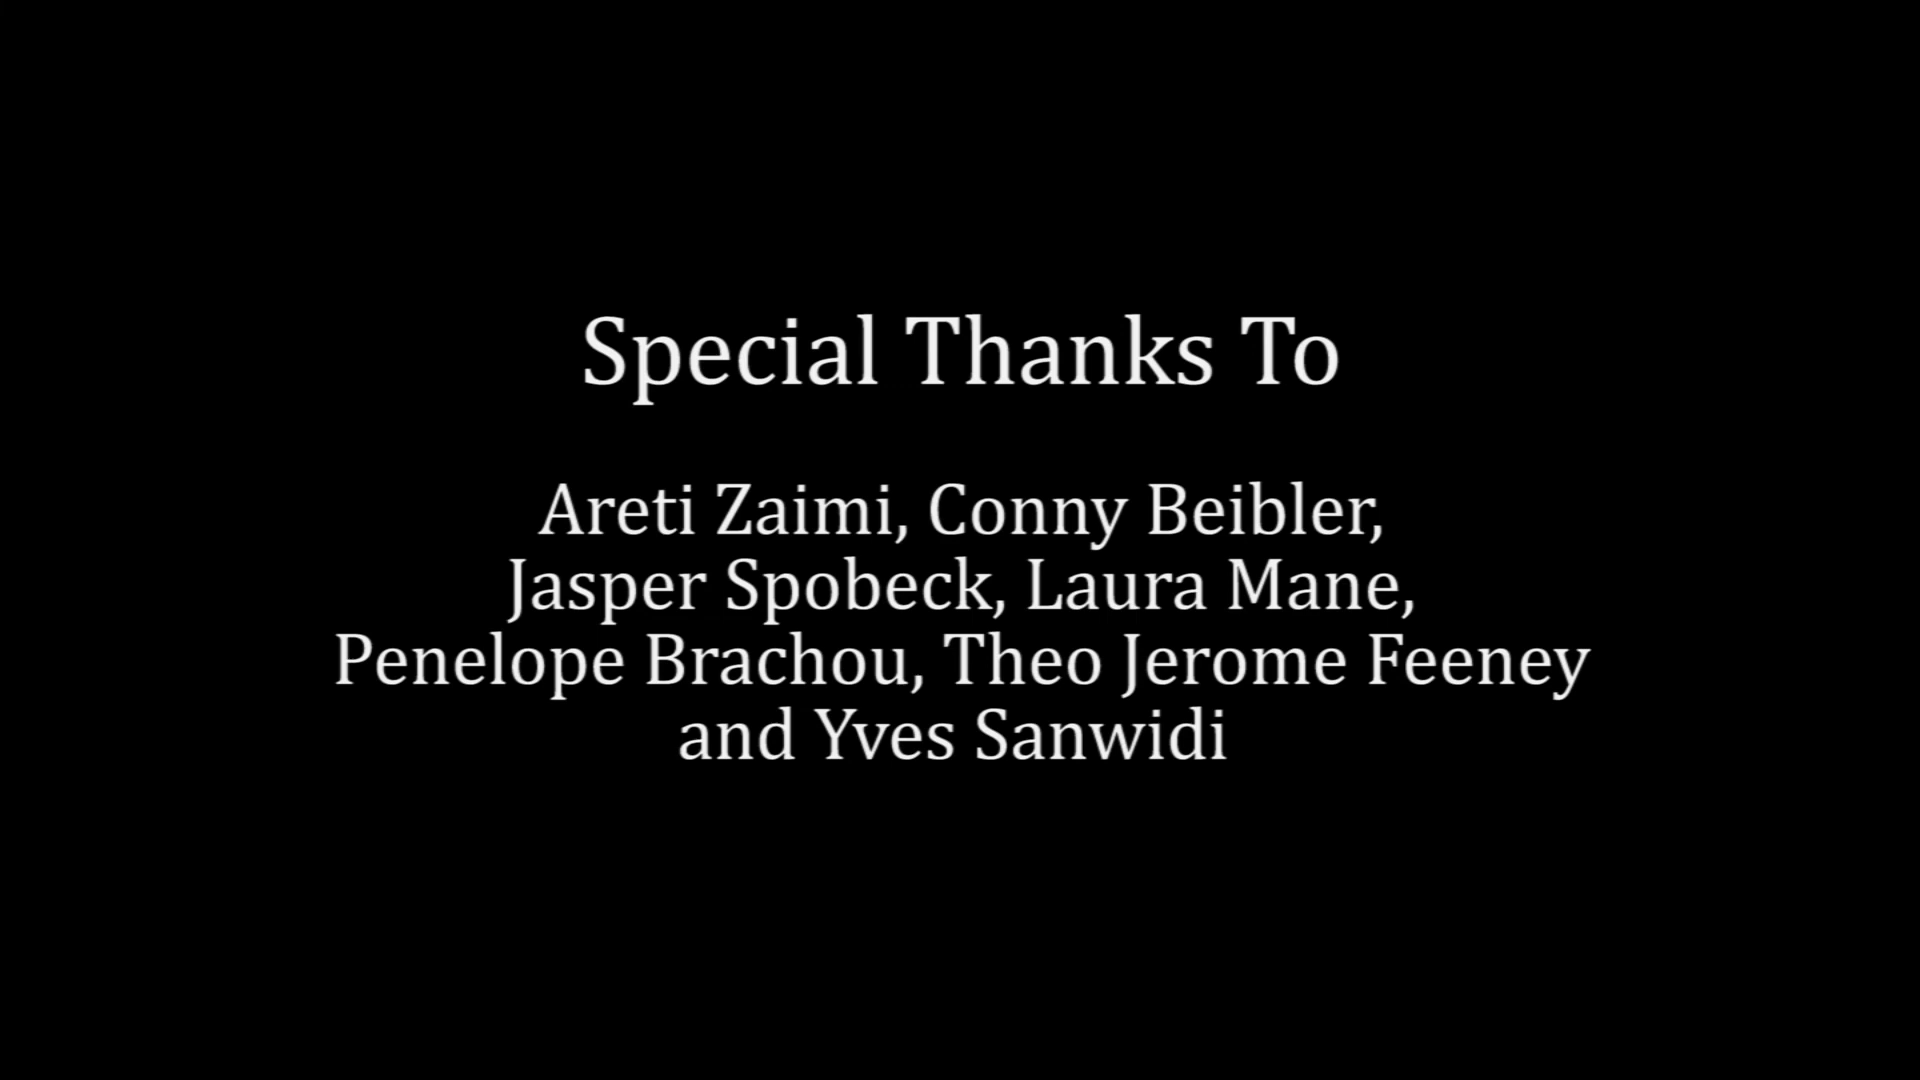 Special Thanks To
Areti Zaimi, Conny Beibler,
Jasper Spobeck, Laura Mane,
Penelope Brachou, Theo Jerome Feeney
and Yves Sanwidi